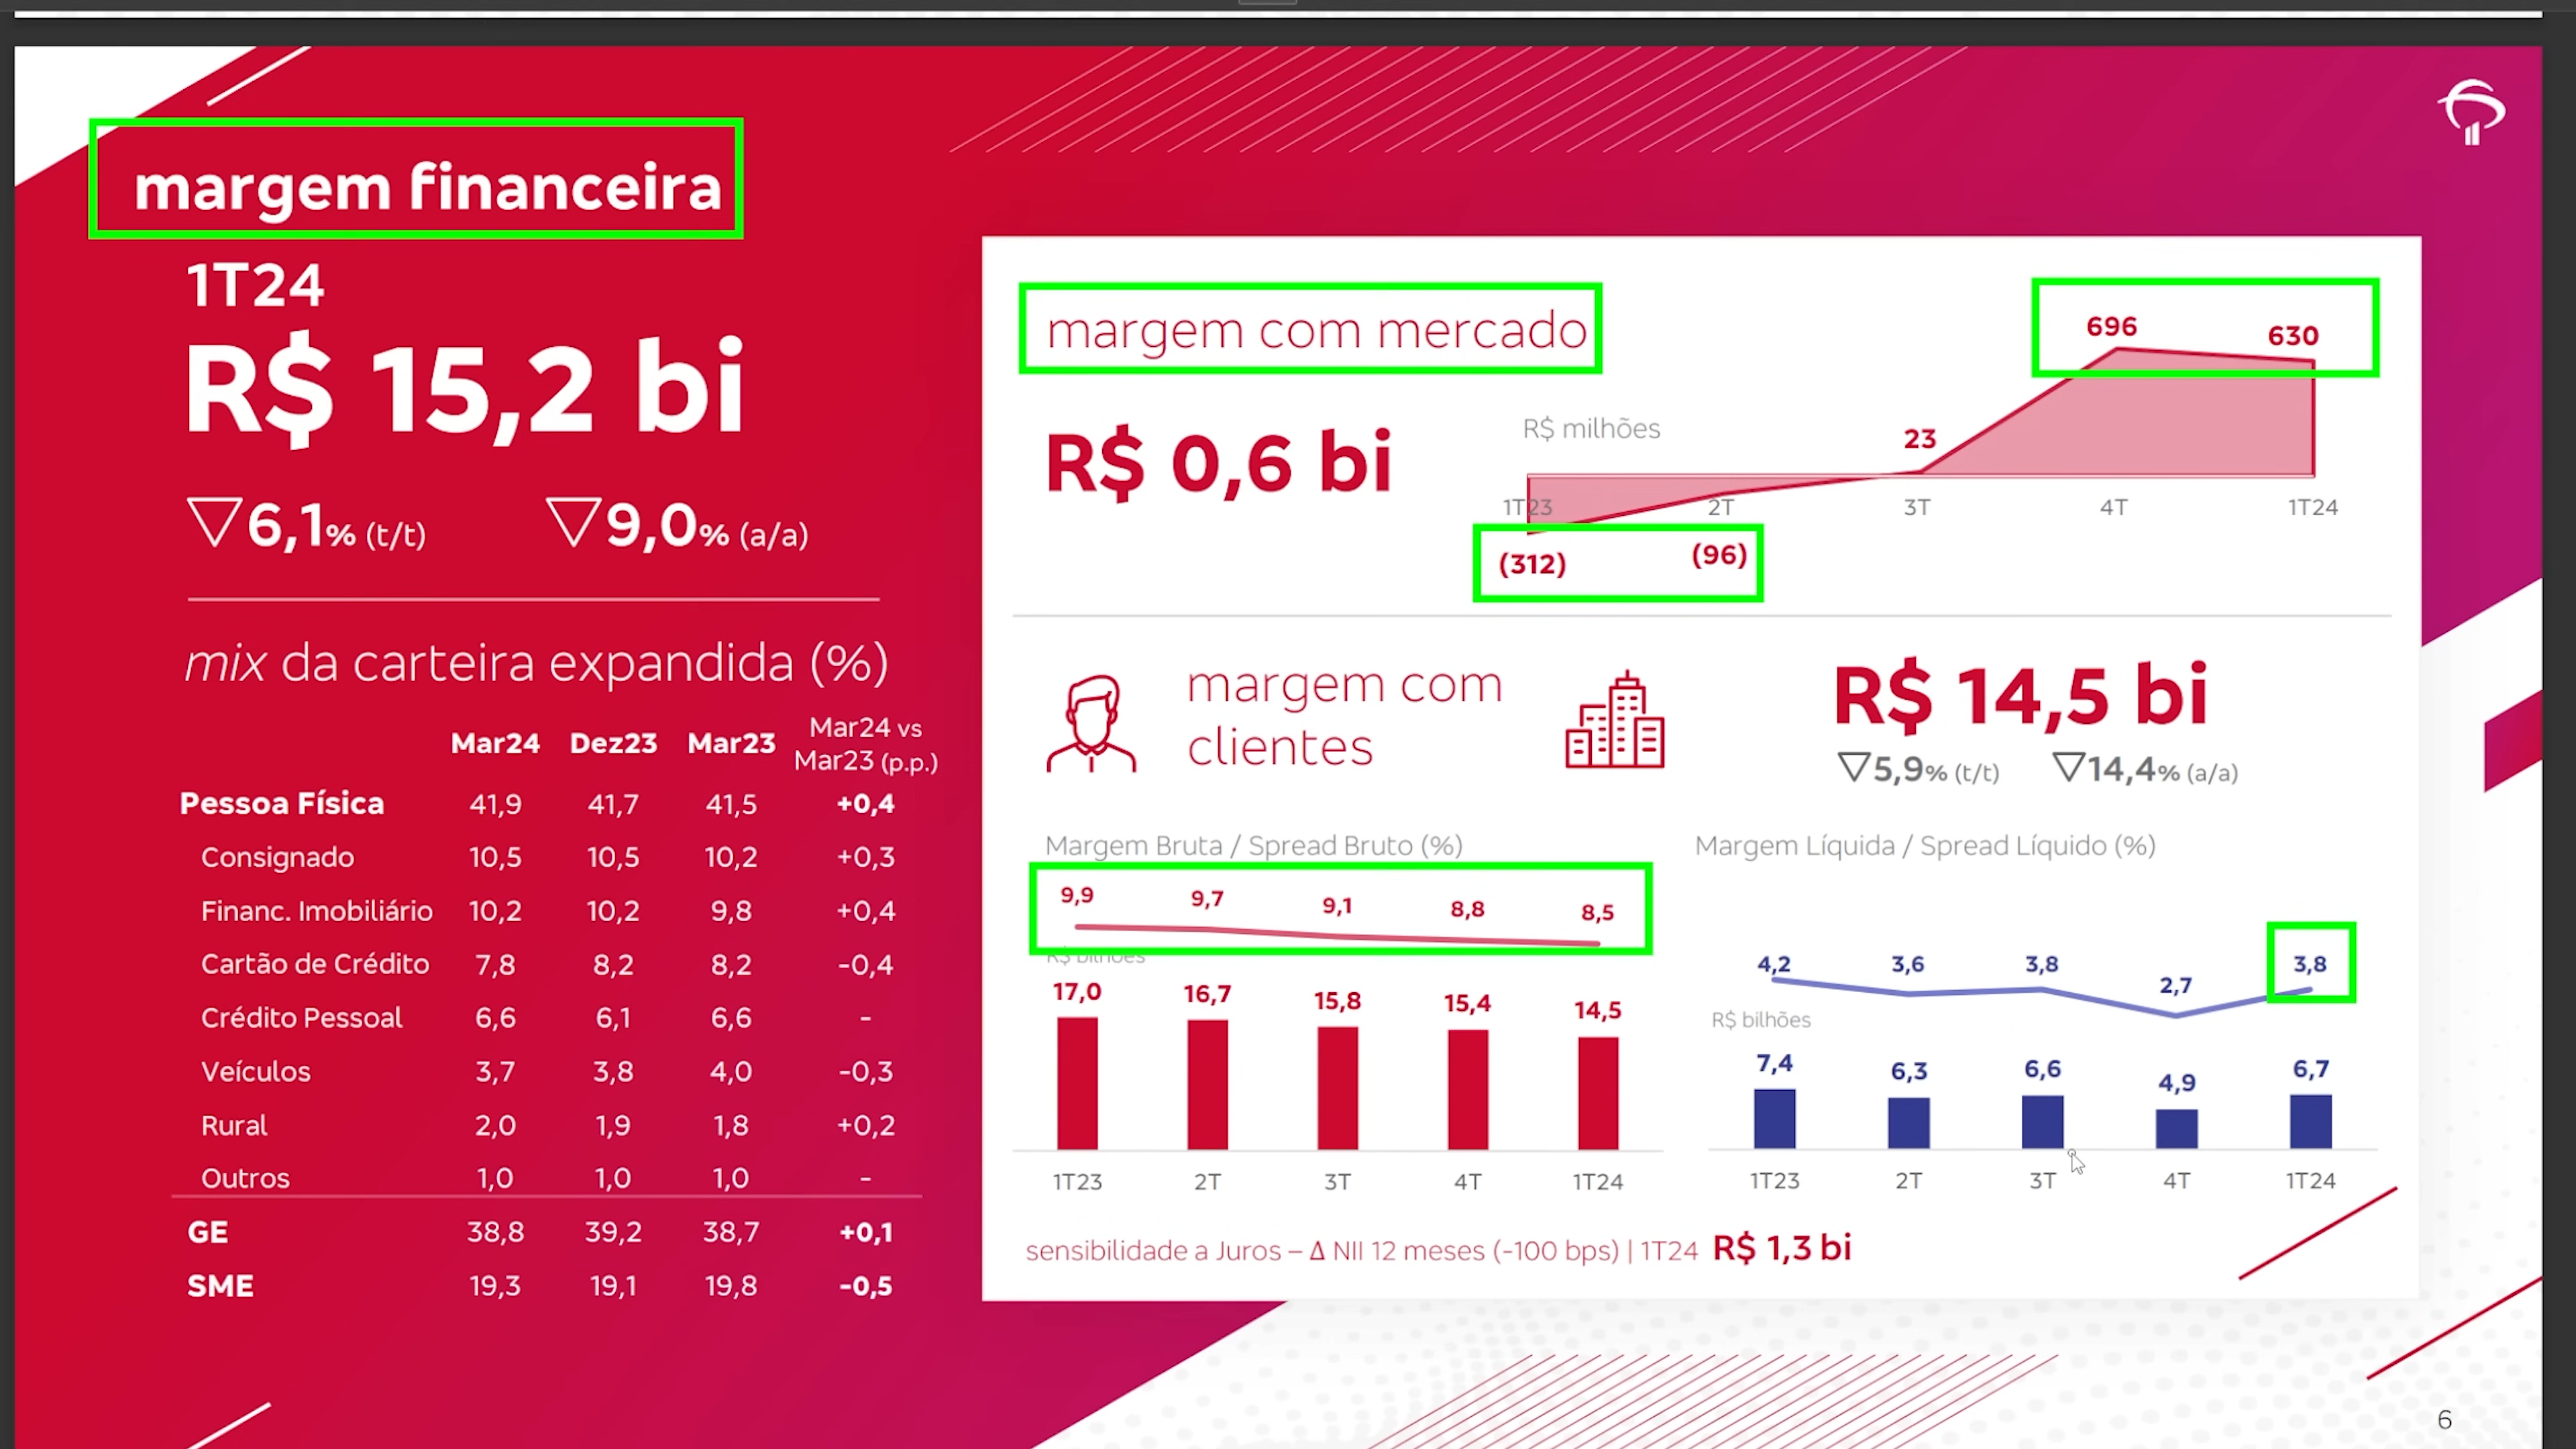 margem financeira
1T24
R$ 15,2 bi
▽6,1% (t/t) ▽9,0% (a/a)
mix da carteira expandida (%)
Mar24 Dez23 Mar23 Mar24 vs
Mar23 (p.p.)
Pessoa Física 41,9 41,7 41,5 +0,4
Consignado 10,5 10,5 10,2 +0,3
Financ. Imobiliário 10,2 10,2 9,8 +0,4
Cartão de Crédito 7,8 8,2 8,2 -0,4
Crédito Pessoal 6,6 6,1 6,6 -
Veículos 3,7 3,8 4,0 -0,3
Rural 2,0 1,9 1,8 +0,2
Outros 1,0 1,0 1,0 -
GE 38,8 39,2 38,7 +0,1
SME 19,3 19,1 19,8 -0,5
margem com mercado
R$ 0,6 bi
R$ milhões
696 630
23
1T23 2T 3T 4T 1T24
(312) (96)
margem com
clientes
R$ 14,5 bi
▽5,9% (t/t) ▽14,4% (a/a)
Margem Bruta / Spread Bruto (%)
9,9 9,7 9,1 8,8 8,5
R$ bilhões
17,0 16,7 15,8 15,4 14,5
1T23 2T 3T 4T 1T24
Margem Líquida / Spread Líquido (%)
4,2 3,6 3,8 2,7 3,8
R$ bilhões
7,4 6,3 6,6 4,9 6,7
1T23 2T 3T 4T 1T24
sensibilidade a Juros – Δ NII 12 meses (-100 bps) | 1T24 R$ 1,3 bi
6